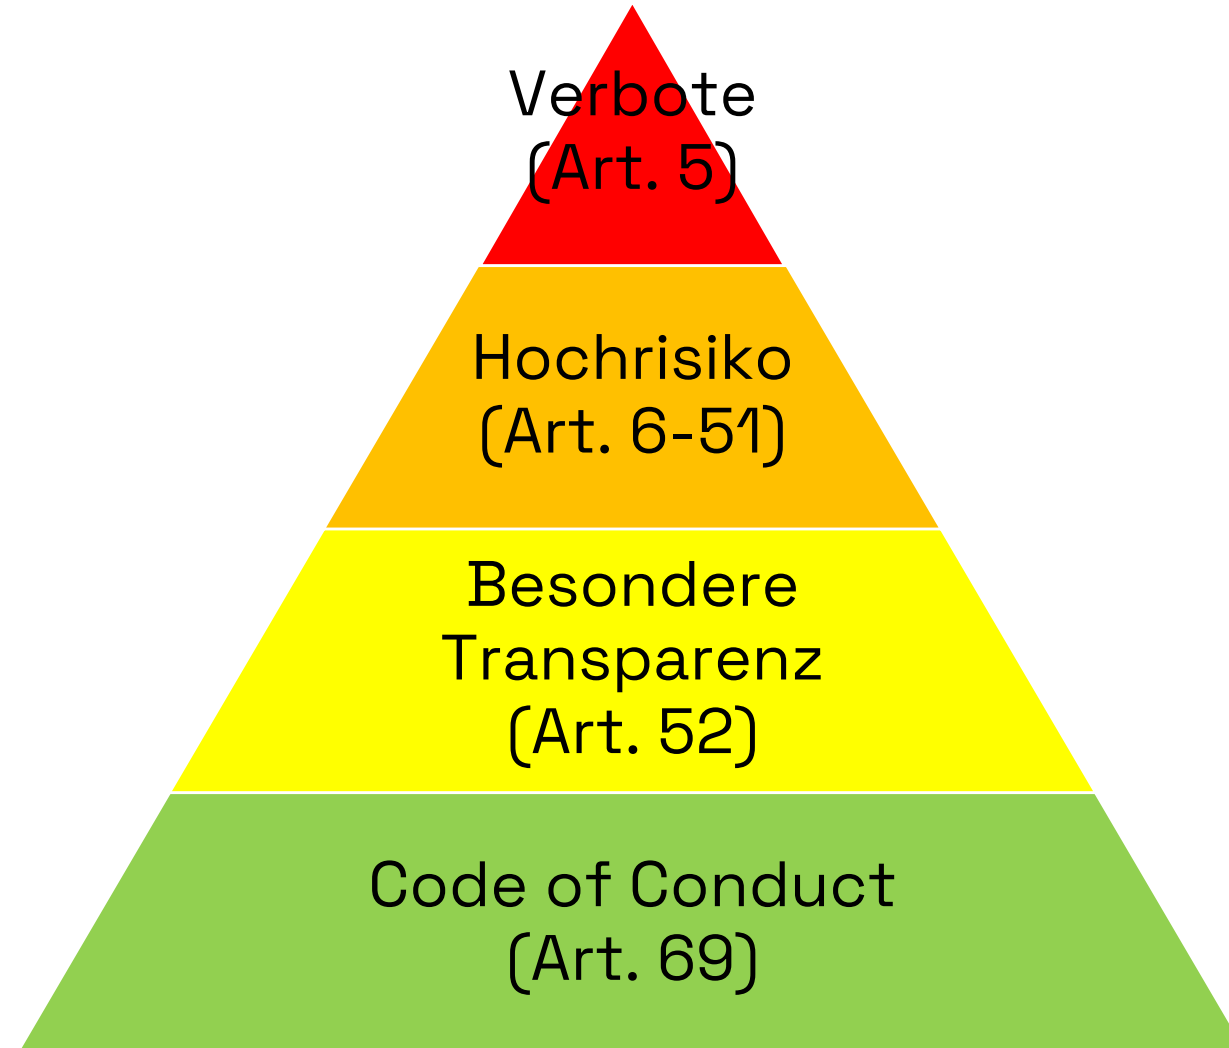 Verbote
(Art. 5)
Hochrisiko
(Art. 6-51)
Besondere
Transparenz
(Art. 52)
Code of Conduct
(Art. 69)